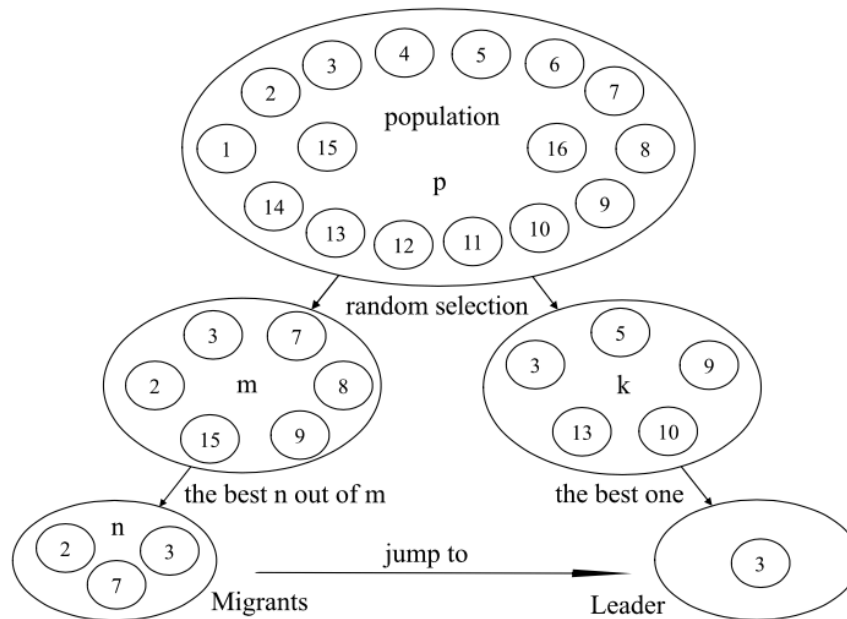 4 5
3 6
2 7
population
1 15 16 8
p
14 9
13 12 11 10
random selection
3 7 5
2 m 8 3 k 9
15 9 13 10
the best n out of m the best one
n
2 3
7
jump to
3
Migrants Leader